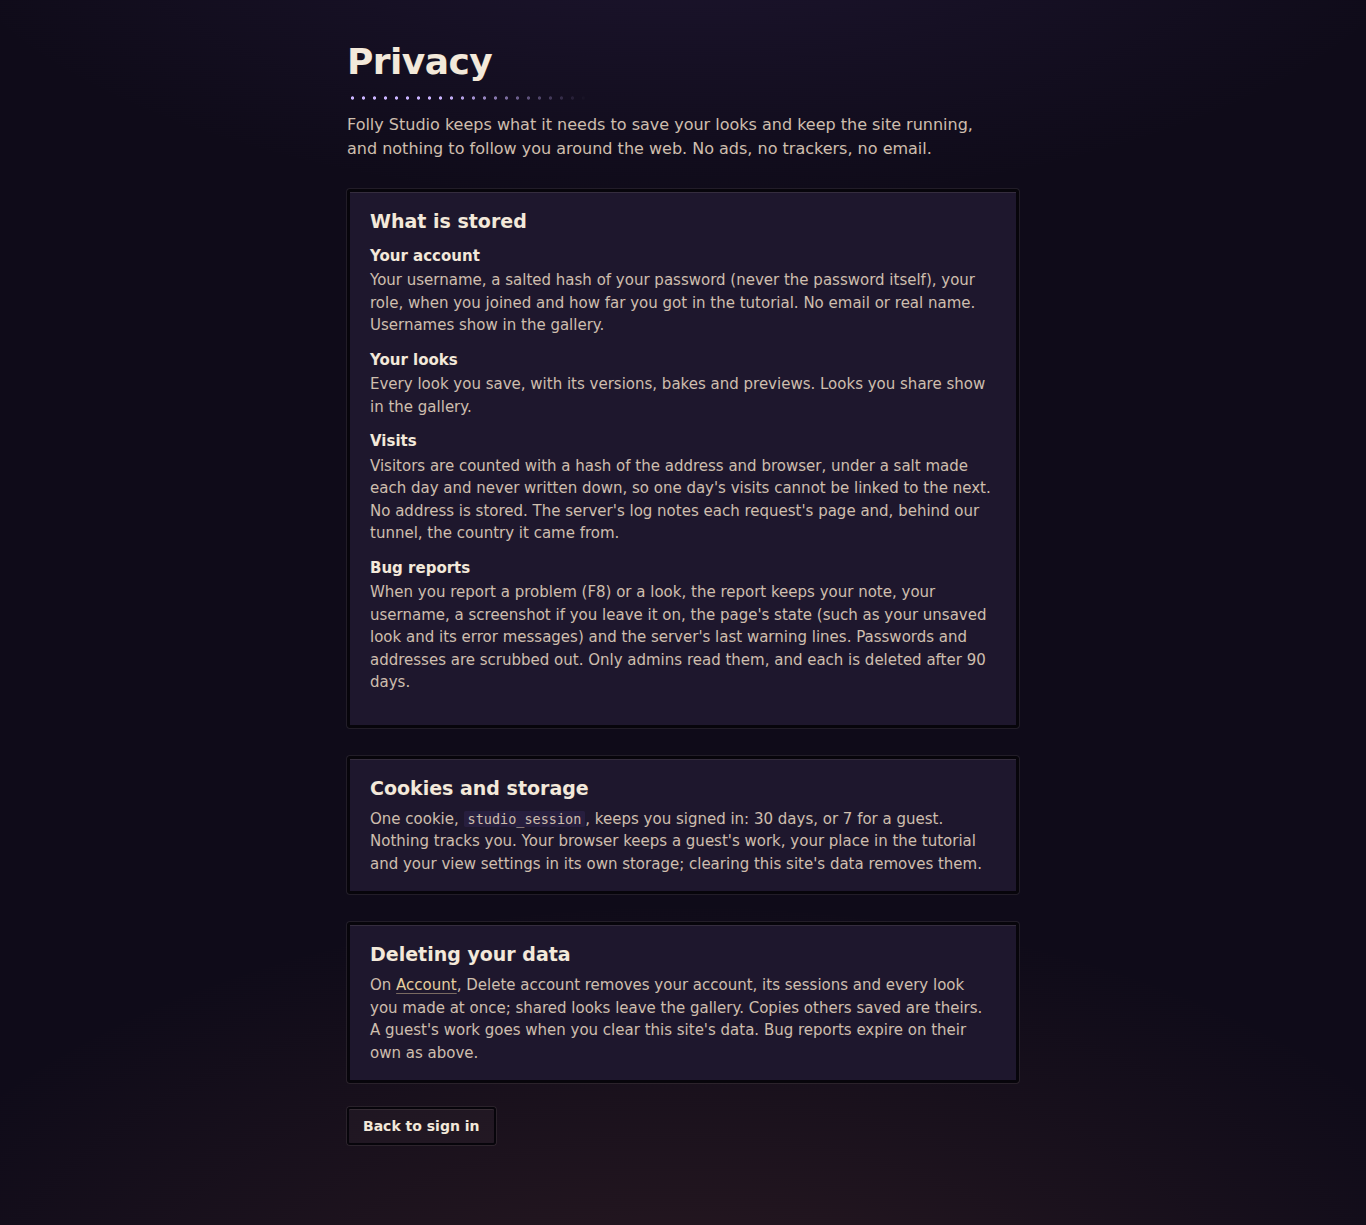 Privacy
Folly Studio keeps what it needs to save your looks and keep the site running,
and nothing to follow you around the web. No ads, no trackers, no email.
What is stored
Your account
Your username, a salted hash of your password (never the password itself), your
role, when you joined and how far you got in the tutorial. No email or real name.
Usernames show in the gallery.
Your looks
Every look you save, with its versions, bakes and previews. Looks you share show
in the gallery.
Visits
Visitors are counted with a hash of the address and browser, under a salt made
each day and never written down, so one day's visits cannot be linked to the next.
No address is stored. The server's log notes each request's page and, behind our
tunnel, the country it came from.
Bug reports
When you report a problem (F8) or a look, the report keeps your note, your
username, a screenshot if you leave it on, the page's state (such as your unsaved
look and its error messages) and the server's last warning lines. Passwords and
addresses are scrubbed out. Only admins read them, and each is deleted after 90
days.
Cookies and storage
One cookie, studio_session, keeps you signed in: 30 days, or 7 for a guest.
Nothing tracks you. Your browser keeps a guest's work, your place in the tutorial
and your view settings in its own storage; clearing this site's data removes them.
Deleting your data
On Account, Delete account removes your account, its sessions and every look
you made at once; shared looks leave the gallery. Copies others saved are theirs.
A guest's work goes when you clear this site's data. Bug reports expire on their
own as above.
Back to sign in